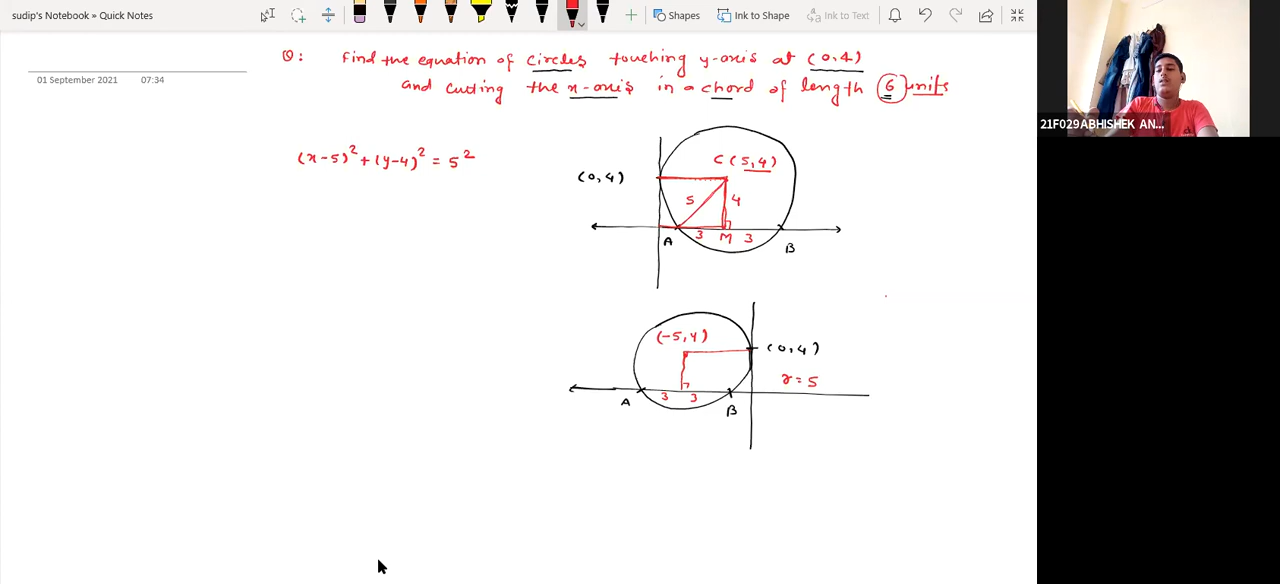 sudip's Notebook » Quick Notes
Shapes
Ink to Shape
Ink to Text
01 September 2021 07:34
Q: Find the equation of circles touching y-axis at (0,4)
and cutting the x-axis in a chord of length 6 units
(x-5)² + (y-4)² = 5²
C (5,4)
(0,4)
5 4
3 M 3
A B
(-5,4)
(0,4)
r = 5
3 3
A B
21F029ABHISHEK AN...